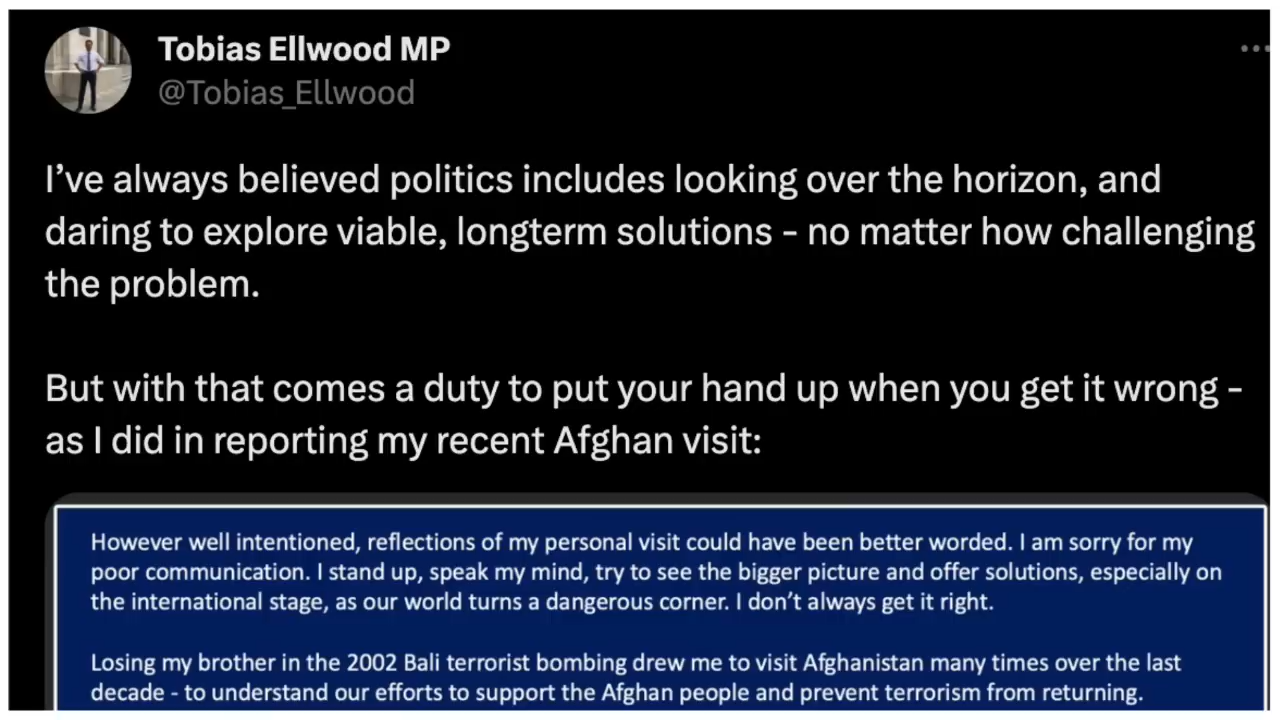 Tobias Ellwood MP
@Tobias_Ellwood
I've always believed politics includes looking over the horizon, and
daring to explore viable, longterm solutions - no matter how challenging
the problem.
But with that comes a duty to put your hand up when you get it wrong -
as I did in reporting my recent Afghan visit:
However well intentioned, reflections of my personal visit could have been better worded. I am sorry for my
poor communication. I stand up, speak my mind, try to see the bigger picture and offer solutions, especially on
the international stage, as our world turns a dangerous corner. I don't always get it right.
Losing my brother in the 2002 Bali terrorist bombing drew me to visit Afghanistan many times over the last
decade - to understand our efforts to support the Afghan people and prevent terrorism from returning.